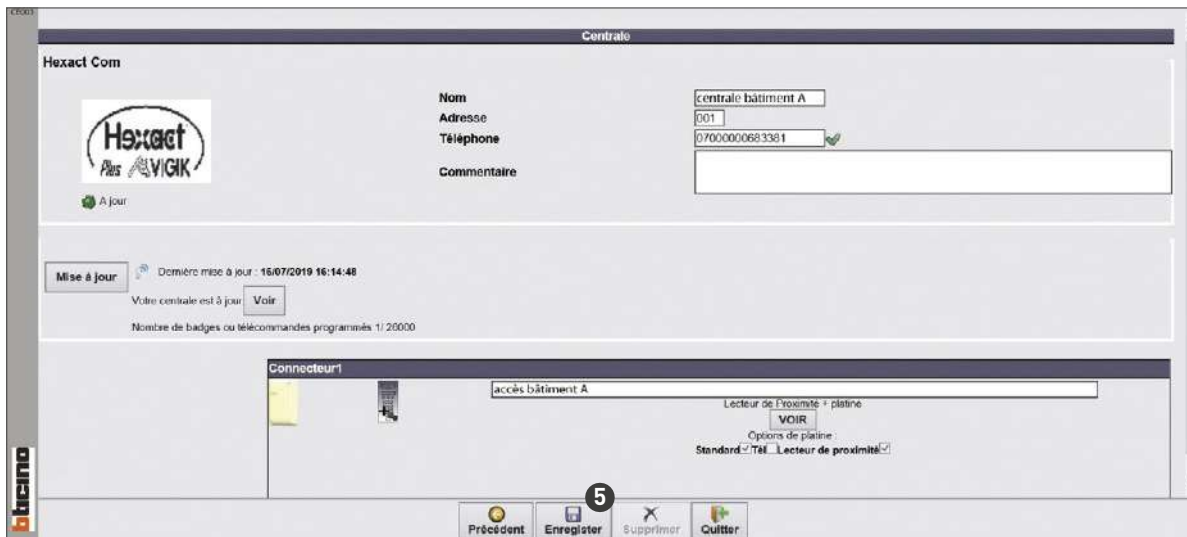 CE003
Centrale
Hexact Com
Hexact
Plus VIGIK
A jour
Nom
centrale bâtiment A
Adresse
001
Téléphone
07000000683381
Commentaire
Mise à jour
Dernière mise à jour : 16/07/2019 16:14:48
Votre centrale est à jour Voir
Nombre de badges ou télécommandes programmés 1/ 26000
Connecteur1
accès bâtiment A
Lecteur de Proximité + platine
VOIR
Options de platine :
Standard Tél Lecteur de proximité
5
Précédent Enregister Supprimer Quitter
bticino